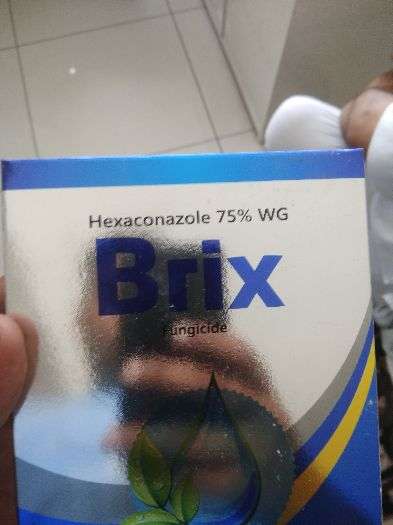 Hexaconazole 75% WG
Brix
Fungicide